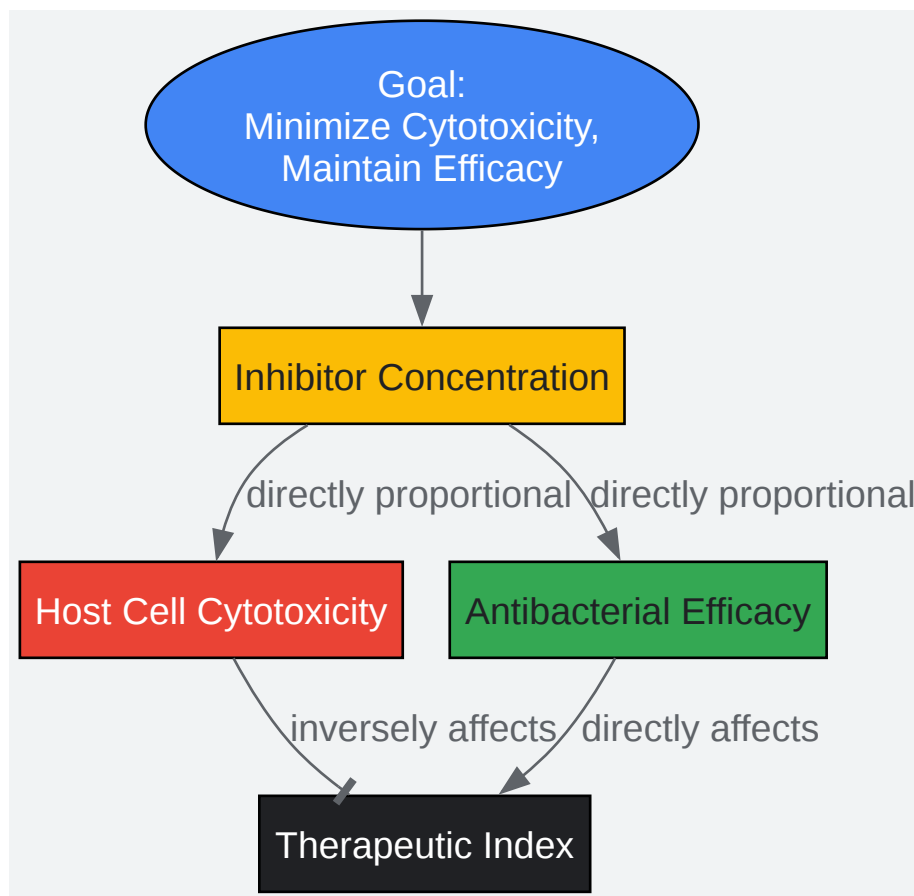 Goal:
Minimize Cytotoxicity,
Maintain Efficacy
Inhibitor Concentration
directly proportional
directly proportional
Host Cell Cytotoxicity
Antibacterial Efficacy
inversely affects
directly affects
Therapeutic Index